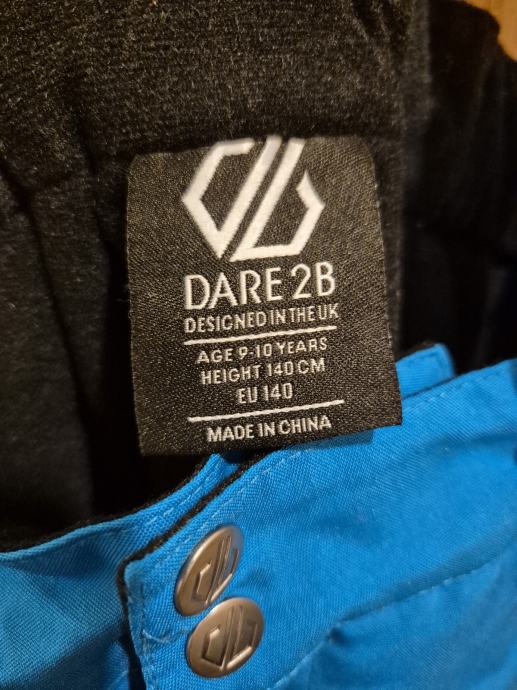 DARE 2B
DESIGNED IN THE UK
AGE 9-10 YEARS
HEIGHT 140 CM
EU 140
MADE IN CHINA